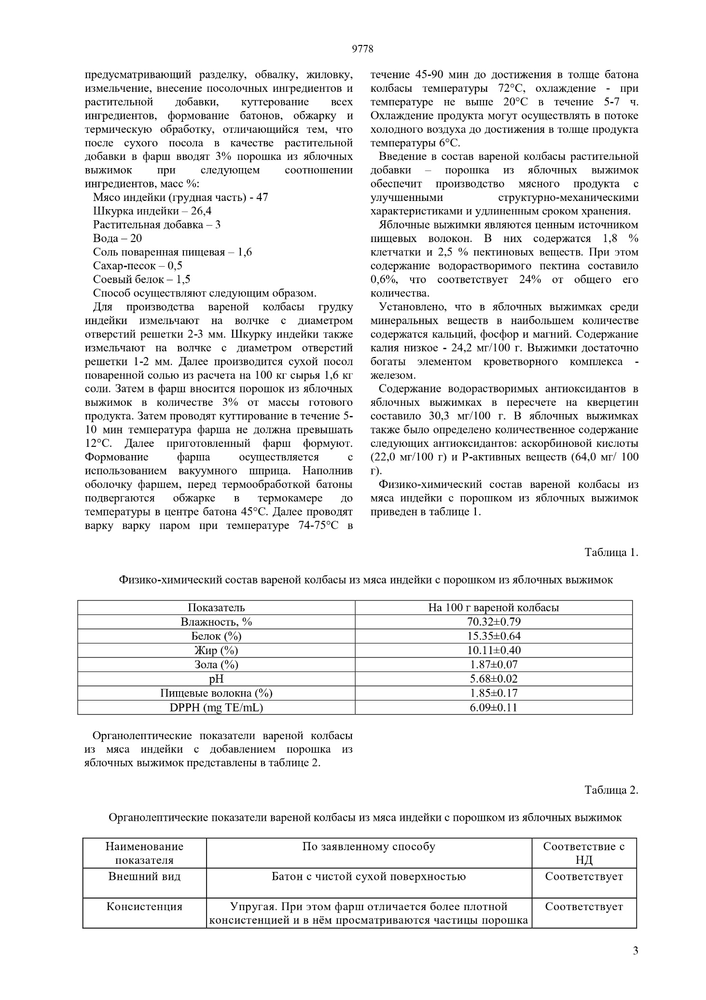 9778
предусматривающий разделку, обвалку, жиловку,
измельчение, внесение посолочных ингредиентов и
растительной добавки, куттерование всех
ингредиентов, формование батонов, обжарку и
термическую обработку, отличающийся тем, что
после сухого посола в качестве растительной
добавки в фарш вводят 3% порошка из яблочных
выжимок при следующем соотношении
ингредиентов, масс %:
Мясо индейки (грудная часть) - 47
Шкурка индейки – 26,4
Растительная добавка – 3
Вода – 20
Соль поваренная пищевая – 1,6
Сахар-песок – 0,5
Соевый белок – 1,5
Способ осуществляют следующим образом.
Для производства вареной колбасы грудку
индейки измельчают на волчке с диаметром
отверстий решетки 2-3 мм. Шкурку индейки также
измельчают на волчке с диаметром отверстий
решетки 1-2 мм. Далее производится сухой посол
поваренной солью из расчета на 100 кг сырья 1,6 кг
соли. Затем в фарш вносится порошок из яблочных
выжимок в количестве 3% от массы готового
продукта. Затем проводят куттирование в течение 5-
10 мин температура фарша не должна превышать
12°С. Далее приготовленный фарш формуют.
Формование фарша осуществляется с
использованием вакуумного шприца. Наполнив
оболочку фаршем, перед термообработкой батоны
подвергаются обжарке в термокамере до
температуры в центре батона 45°С. Далее проводят
варку варку паром при температуре 74-75°С в
течение 45-90 мин до достижения в толще батона
колбасы температуры 72°С, охлаждение - при
температуре не выше 20°С в течение 5-7 ч.
Охлаждение продукта могут осуществлять в потоке
холодного воздуха до достижения в толще продукта
температуры 6°С.
Введение в состав вареной колбасы растительной
добавки – порошка из яблочных выжимок
обеспечит производство мясного продукта с
улучшенными структурно-механическими
характеристиками и удлиненным сроком хранения.
Яблочные выжимки являются ценным источником
пищевых волокон. В них содержатся 1,8 %
клетчатки и 2,5 % пектиновых веществ. При этом
содержание водорастворимого пектина составило
0,6%, что соответствует 24% от общего его
количества.
Установлено, что в яблочных выжимках среди
минеральных веществ в наибольшем количестве
содержатся кальций, фосфор и магний. Содержание
калия низкое - 24,2 мг/100 г. Выжимки достаточно
богаты элементом кроветворного комплекса -
железом.
Содержание водорастворимых антиоксидантов в
яблочных выжимках в пересчете на кверцетин
составило 30,3 мг/100 г. В яблочных выжимках
также было определено количественное содержание
следующих антиоксидантов: аскорбиновой кислоты
(22,0 мг/100 г) и Р-активных веществ (64,0 мг/ 100
г).
Физико-химический состав вареной колбасы из
мяса индейки с порошком из яблочных выжимок
приведен в таблице 1.
Таблица 1.
Физико-химический состав вареной колбасы из мяса индейки с порошком из яблочных выжимок
Показатель На 100 г вареной колбасы
Влажность, % 70.32±0.79
Белок (%) 15.35±0.64
Жир (%) 10.11±0.40
Зола (%) 1.87±0.07
pH 5.68±0.02
Пищевые волокна (%) 1.85±0.17
DPPH (mg TE/mL) 6.09±0.11
Органолептические показатели вареной колбасы
из мяса индейки с добавлением порошка из
яблочных выжимок представлены в таблице 2.
Таблица 2.
Органолептические показатели вареной колбасы из мяса индейки с порошком из яблочных выжимок
Наименование По заявленному способу Соответствие с
показателя НД
Внешний вид Батон с чистой сухой поверхностью Соответствует
Консистенция Упругая. При этом фарш отличается более плотной Соответствует
консистенцией и в нём просматриваются частицы порошка
3